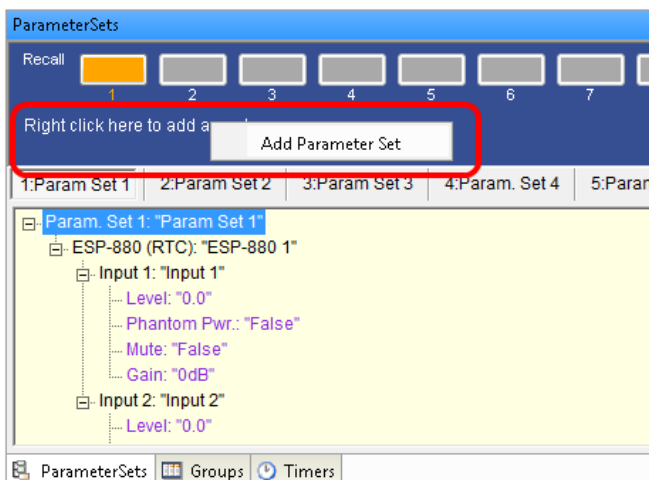 ParameterSets
Recall
1 2 3 4 5 6 7
Right click here to add a
Add Parameter Set
1:Param Set 1 2:Param Set 2 3:Param Set 3 4:Param. Set 4 5:Paran
Param. Set 1: "Param Set 1"
ESP-880 (RTC): "ESP-880 1"
Input 1: "Input 1"
Level: "0.0"
Phantom Pwr.: "False"
Mute: "False"
Gain: "0dB"
Input 2: "Input 2"
Level: "0.0"
ParameterSets Groups Timers